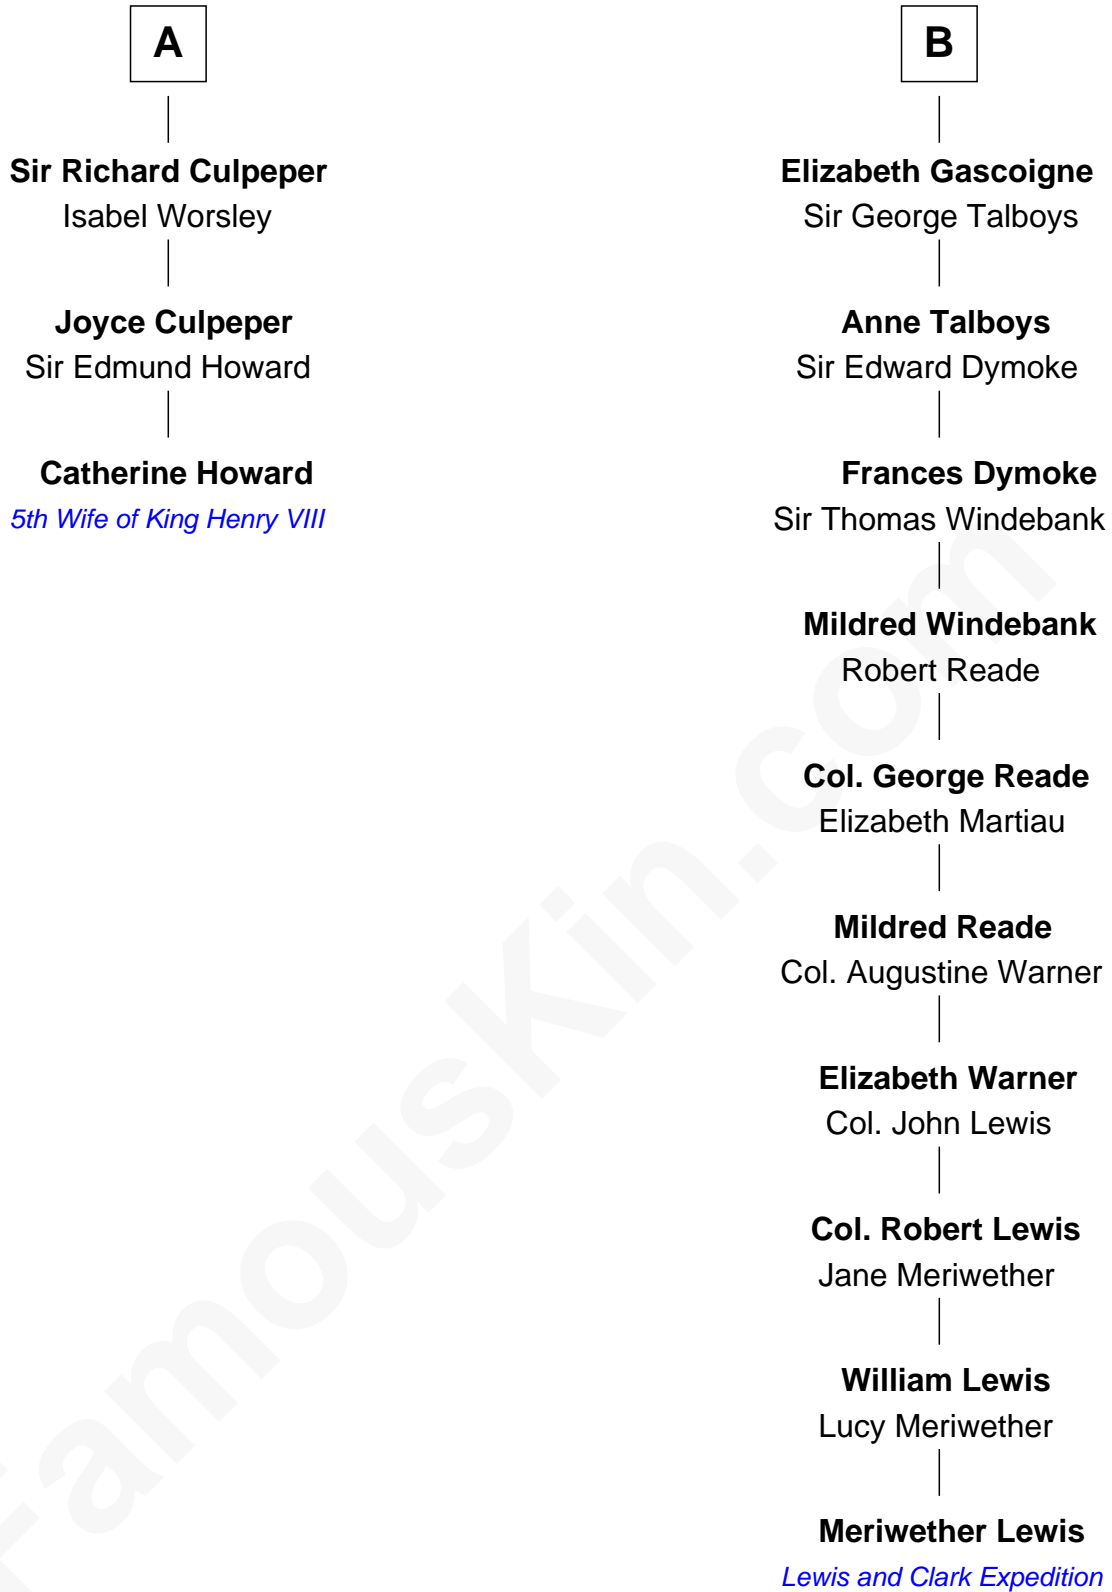 A
Sir Richard Culpeper
Isabel Worsley
Joyce Culpeper
Sir Edmund Howard
Catherine Howard
5th Wife of King Henry VIII
B
Elizabeth Gascoigne
Sir George Talboys
Anne Talboys
Sir Edward Dymoke
Frances Dymoke
Sir Thomas Windebank
Mildred Windebank
Robert Reade
Col. George Reade
Elizabeth Martiau
Mildred Reade
Col. Augustine Warner
Elizabeth Warner
Col. John Lewis
Col. Robert Lewis
Jane Meriwether
William Lewis
Lucy Meriwether
Meriwether Lewis
Lewis and Clark Expedition
FamousKin.com